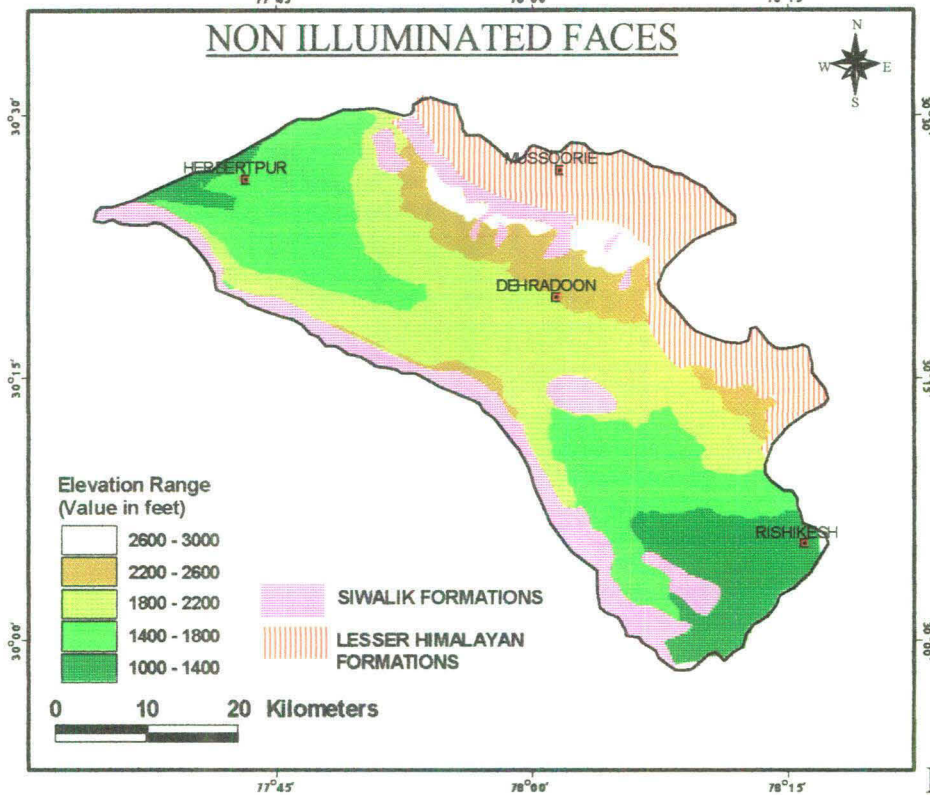 NON ILLUMINATED FACES
N
W E
S
30°30'
HERBERTPUR
MUSSOORIE
DEHRADOON
30°15' 30°15'
Elevation Range
(Value in feet)
2600 - 3000
2200 - 2600
1800 - 2200
1400 - 1800
1000 - 1400
SIWALIK FORMATIONS
LESSER HIMALAYAN
FORMATIONS
RISHIKESH
30°00'
0 10 20 Kilometers
77°45' 78°00' 78°15'